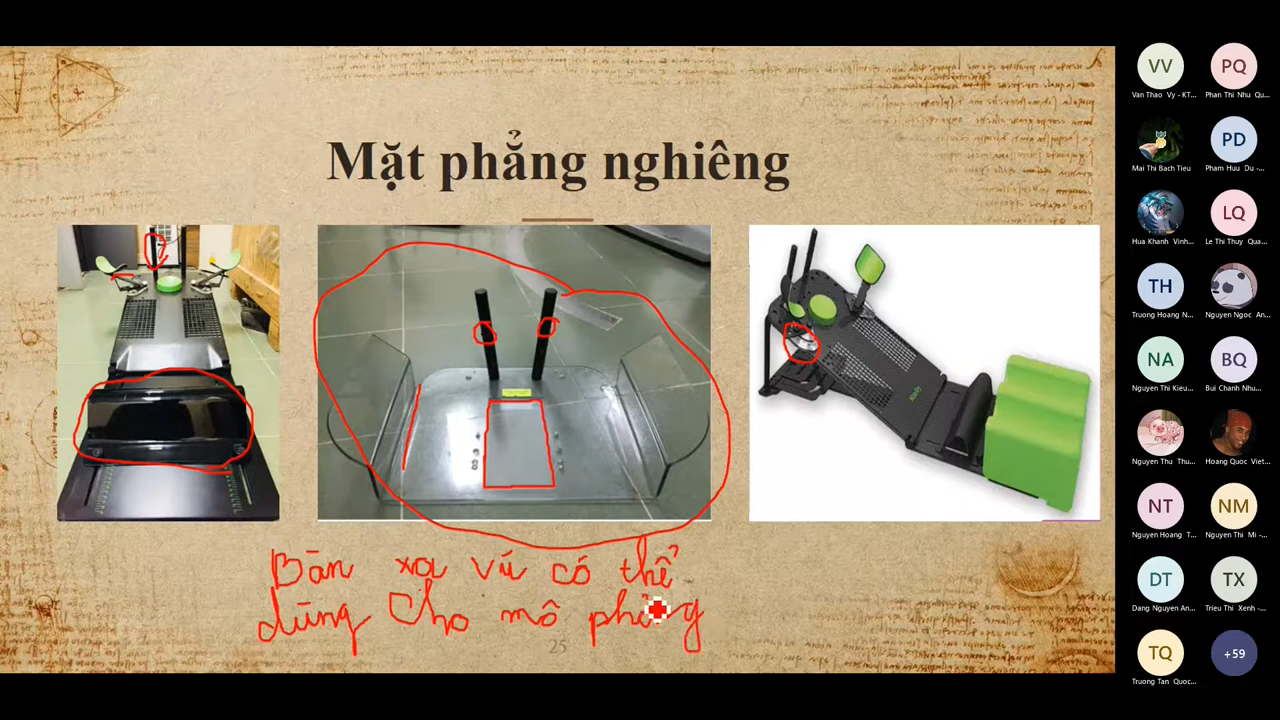 Mặt phẳng nghiêng
Bàn xoa vú có thể
dùng cho mô phỏng
25
VV
Van Thao Vy - KT...
PQ
Phan Thi Nhu Qu...
Mai Thi Bach Tieu
PD
Pham Huu Du -...
Hua Khanh Vinh...
LQ
Le Thi Thuy Qua...
TH
Truong Hoang N...
Nguyen Ngoc An...
NA
Nguyen Thi Kieu...
BQ
Bui Chanh Nhu...
Nguyen Thu Thu...
Hoang Quoc Viet...
NT
Nguyen Hoang T...
NM
Nguyen Thi Mi -...
DT
Dang Nguyen An...
TX
Trieu Thi Xenh -...
TQ
Truong Tan Quoc...
+59